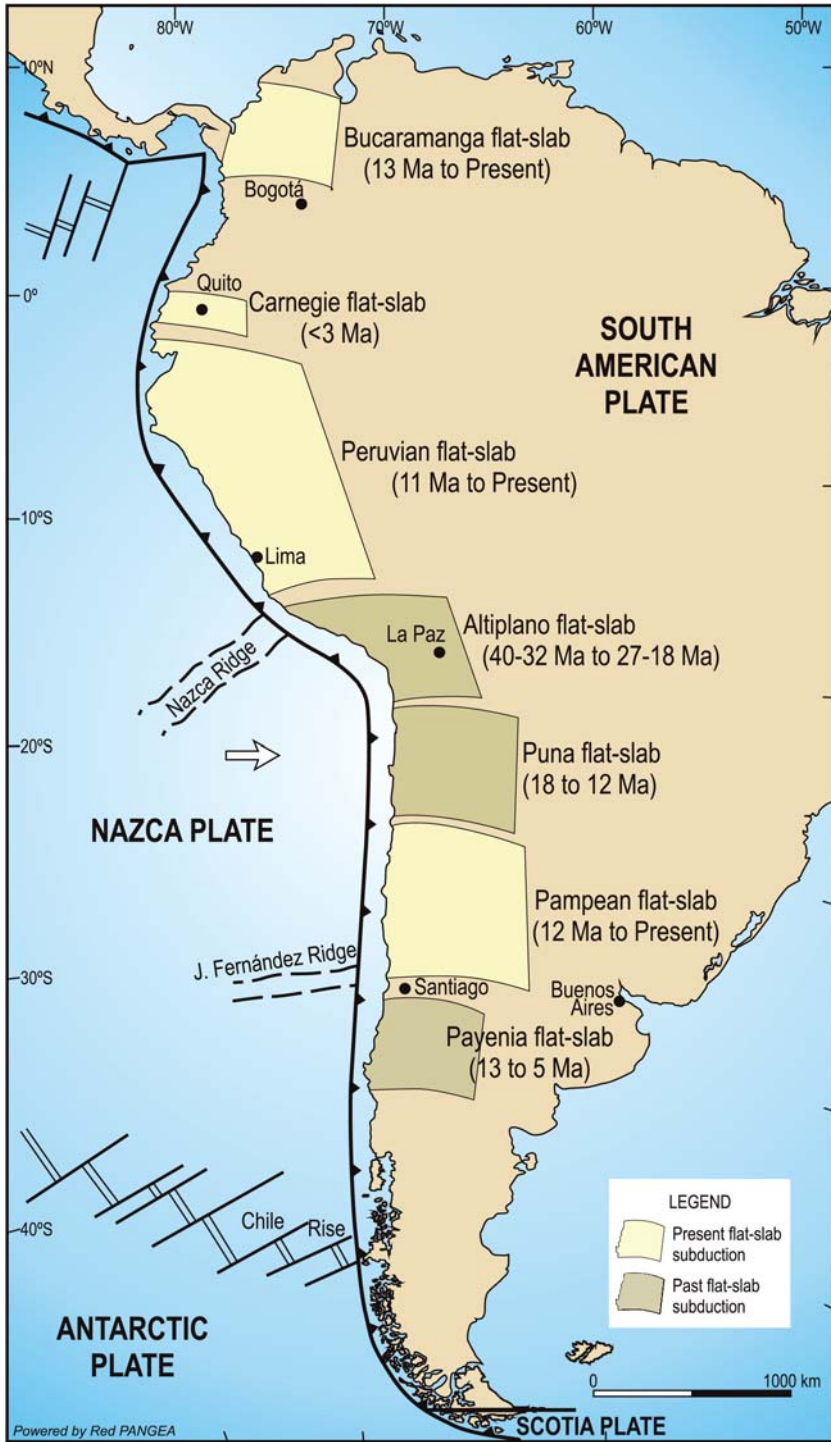 80ºW
70ºW
60ºW
50ºW
10ºN
Bucaramanga flat-slab
(13 Ma to Present)
Bogotá
0º
Quito
Carnegie flat-slab
(<3 Ma)
SOUTH
AMERICAN
PLATE
Peruvian flat-slab
(11 Ma to Present)
10ºS
Lima
Altiplano flat-slab
(40-32 Ma to 27-18 Ma)
La Paz
Nazca Ridge
20ºS
Puna flat-slab
(18 to 12 Ma)
NAZCA PLATE
Pampean flat-slab
(12 Ma to Present)
J. Fernández Ridge
30ºS
Santiago
Buenos
Aires
Payenia flat-slab
(13 to 5 Ma)
40ºS
Chile Rise
LEGEND
Present flat-slab
subduction
Past flat-slab
subduction
ANTARCTIC
PLATE
0 1000 km
SCOTIA PLATE
Powered by Red PANGEA